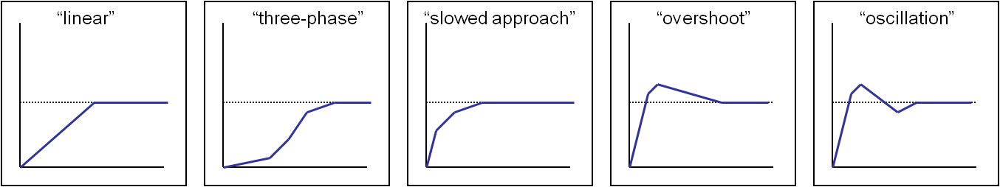 “linear”
“three-phase”
“slowed approach”
“overshoot”
“oscillation”